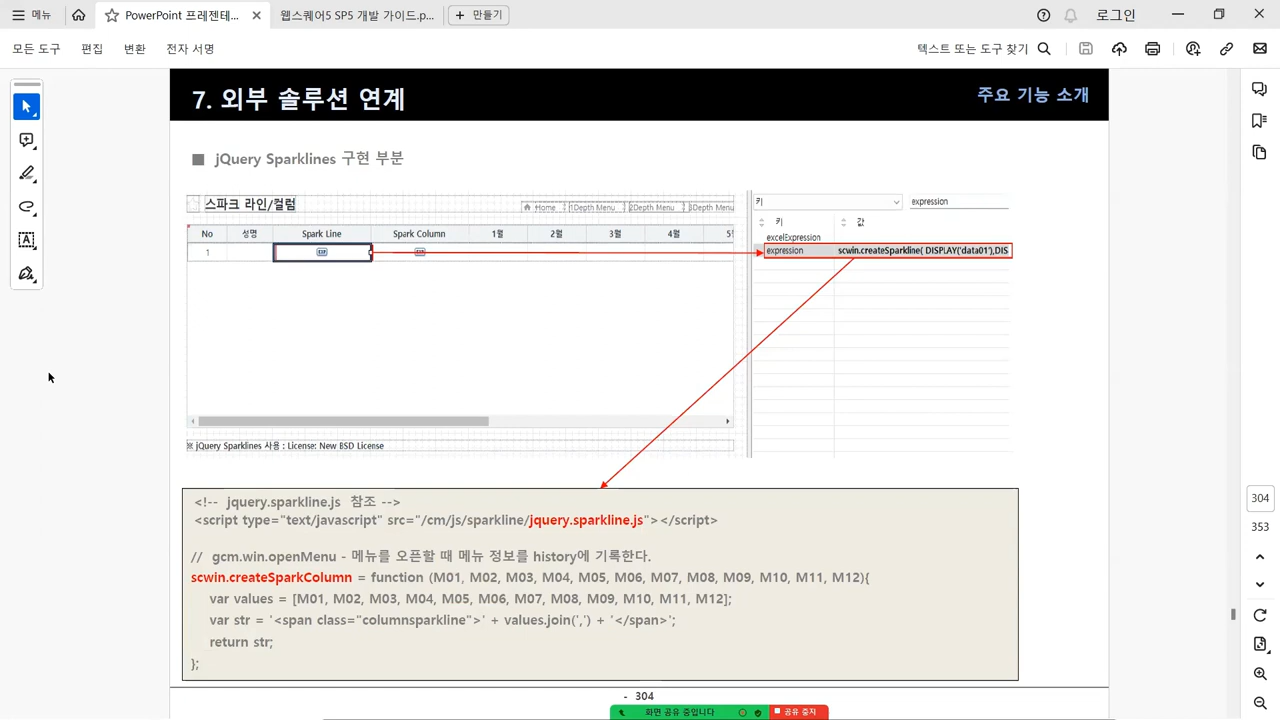 메뉴
PowerPoint 프레젠테...
웹스퀘어5 SP5 개발 가이드.p...
+ 만들기
로그인
모든 도구
편집
변환
전자 서명
텍스트 또는 도구 찾기
7. 외부 솔루션 연계
주요 기능 소개
■ jQuery Sparklines 구현 부분
스파크 라인/컬럼
Home
1Depth Menu
2Depth Menu
3Depth Menu
No
성명
Spark Line
Spark Column
1월
2월
3월
4월
1
※ jQuery Sparklines 사용 : License: New BSD License
키
expression
키
값
excelExpression
expression
scwin.createSparkline( DISPLAY('data01'),DIS
<!-- jquery.sparkline.js 참조 -->
<script type="text/javascript" src="/cm/js/sparkline/jquery.sparkline.js"></script>
// gcm.win.openMenu - 메뉴를 오픈할 때 메뉴 정보를 history에 기록한다.
scwin.createSparkColumn = function (M01, M02, M03, M04, M05, M06, M07, M08, M09, M10, M11, M12){
var values = [M01, M02, M03, M04, M05, M06, M07, M08, M09, M10, M11, M12];
var str = '<span class="columnsparkline">' + values.join(',') + '</span>';
return str;
};
- 304
화면 공유 중입니다
공유 중지
304
353